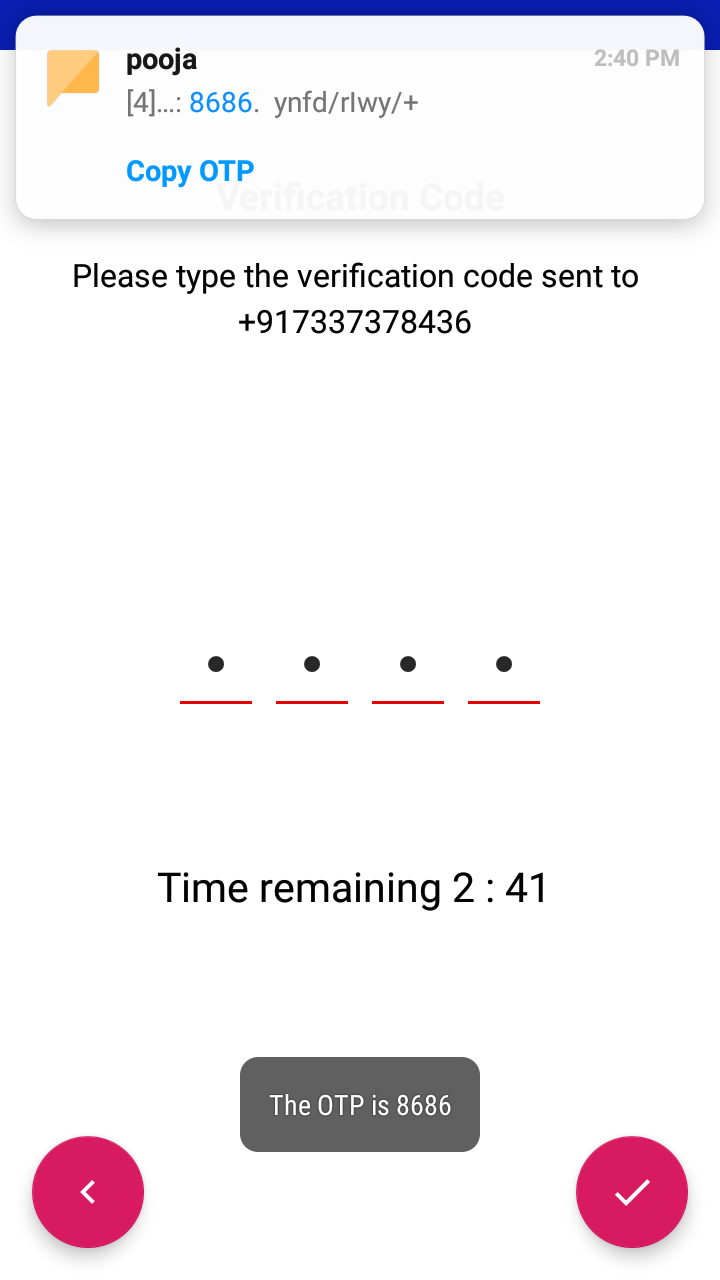 pooja
2:40 PM
[4]...: 8686. ynfd/rIwy/+
Copy OTP
Verification Code
Please type the verification code sent to
+917337378436
Time remaining 2 : 41
The OTP is 8686